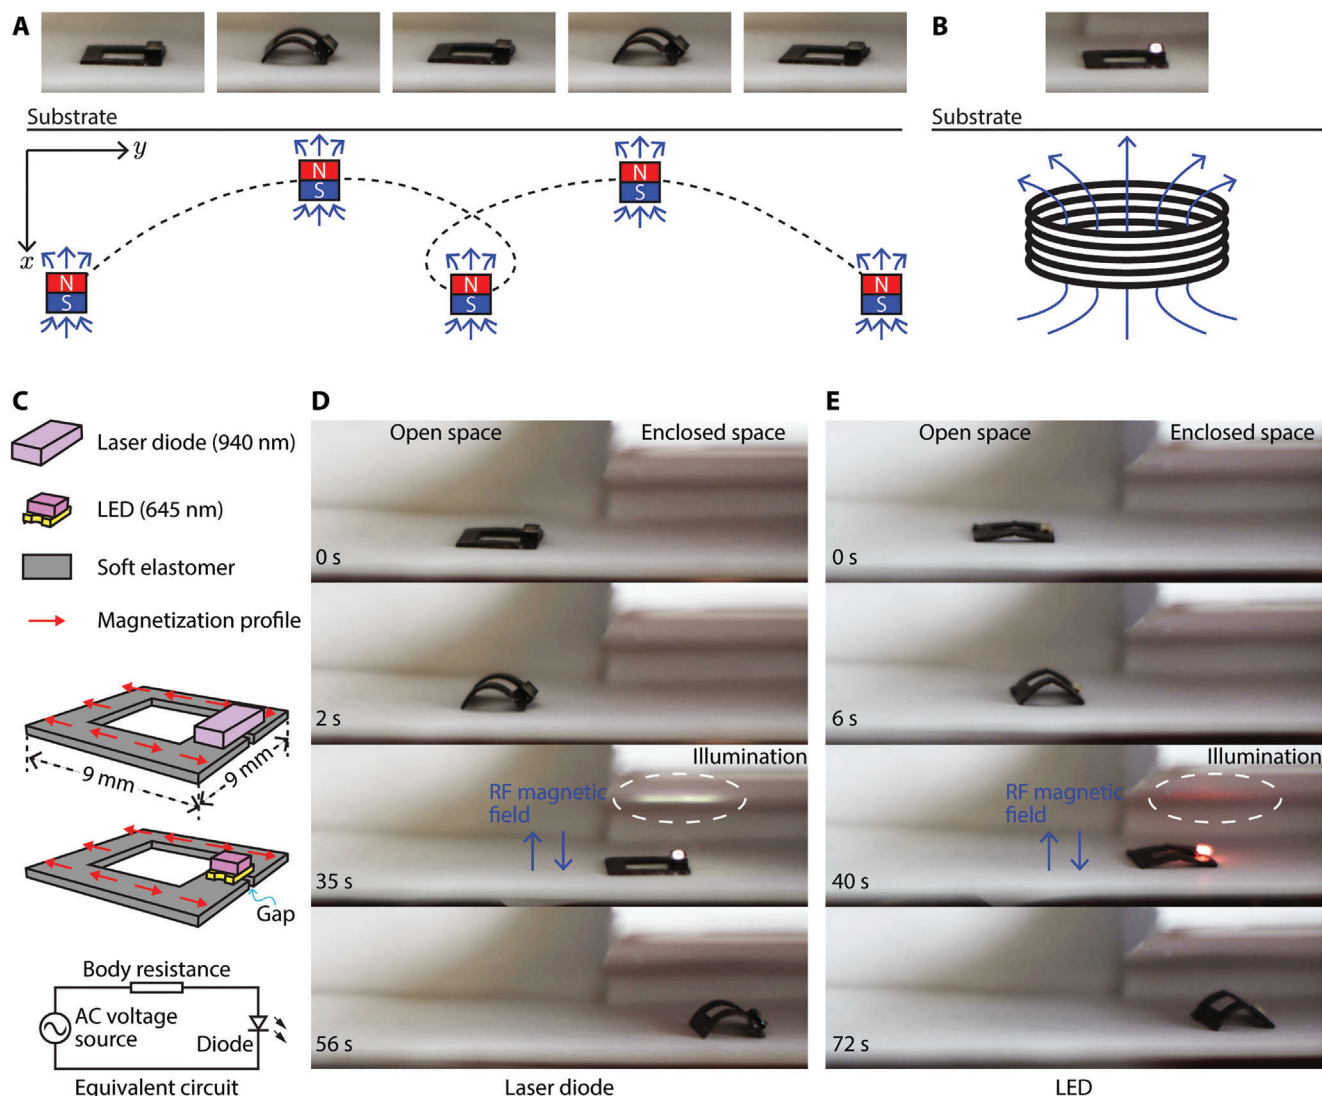 A
B
Substrate
Substrate
y
x
N
S
N
S
N
S
N
S
N
S
C
D
E
Laser diode (940 nm)
LED (645 nm)
Soft elastomer
Magnetization profile
9 mm
9 mm
Gap
Body resistance
AC voltage
source
Diode
Equivalent circuit
Open space
Enclosed space
0 s
2 s
Illumination
RF magnetic
field
35 s
56 s
Laser diode
Open space
Enclosed space
0 s
6 s
Illumination
RF magnetic
field
40 s
72 s
LED